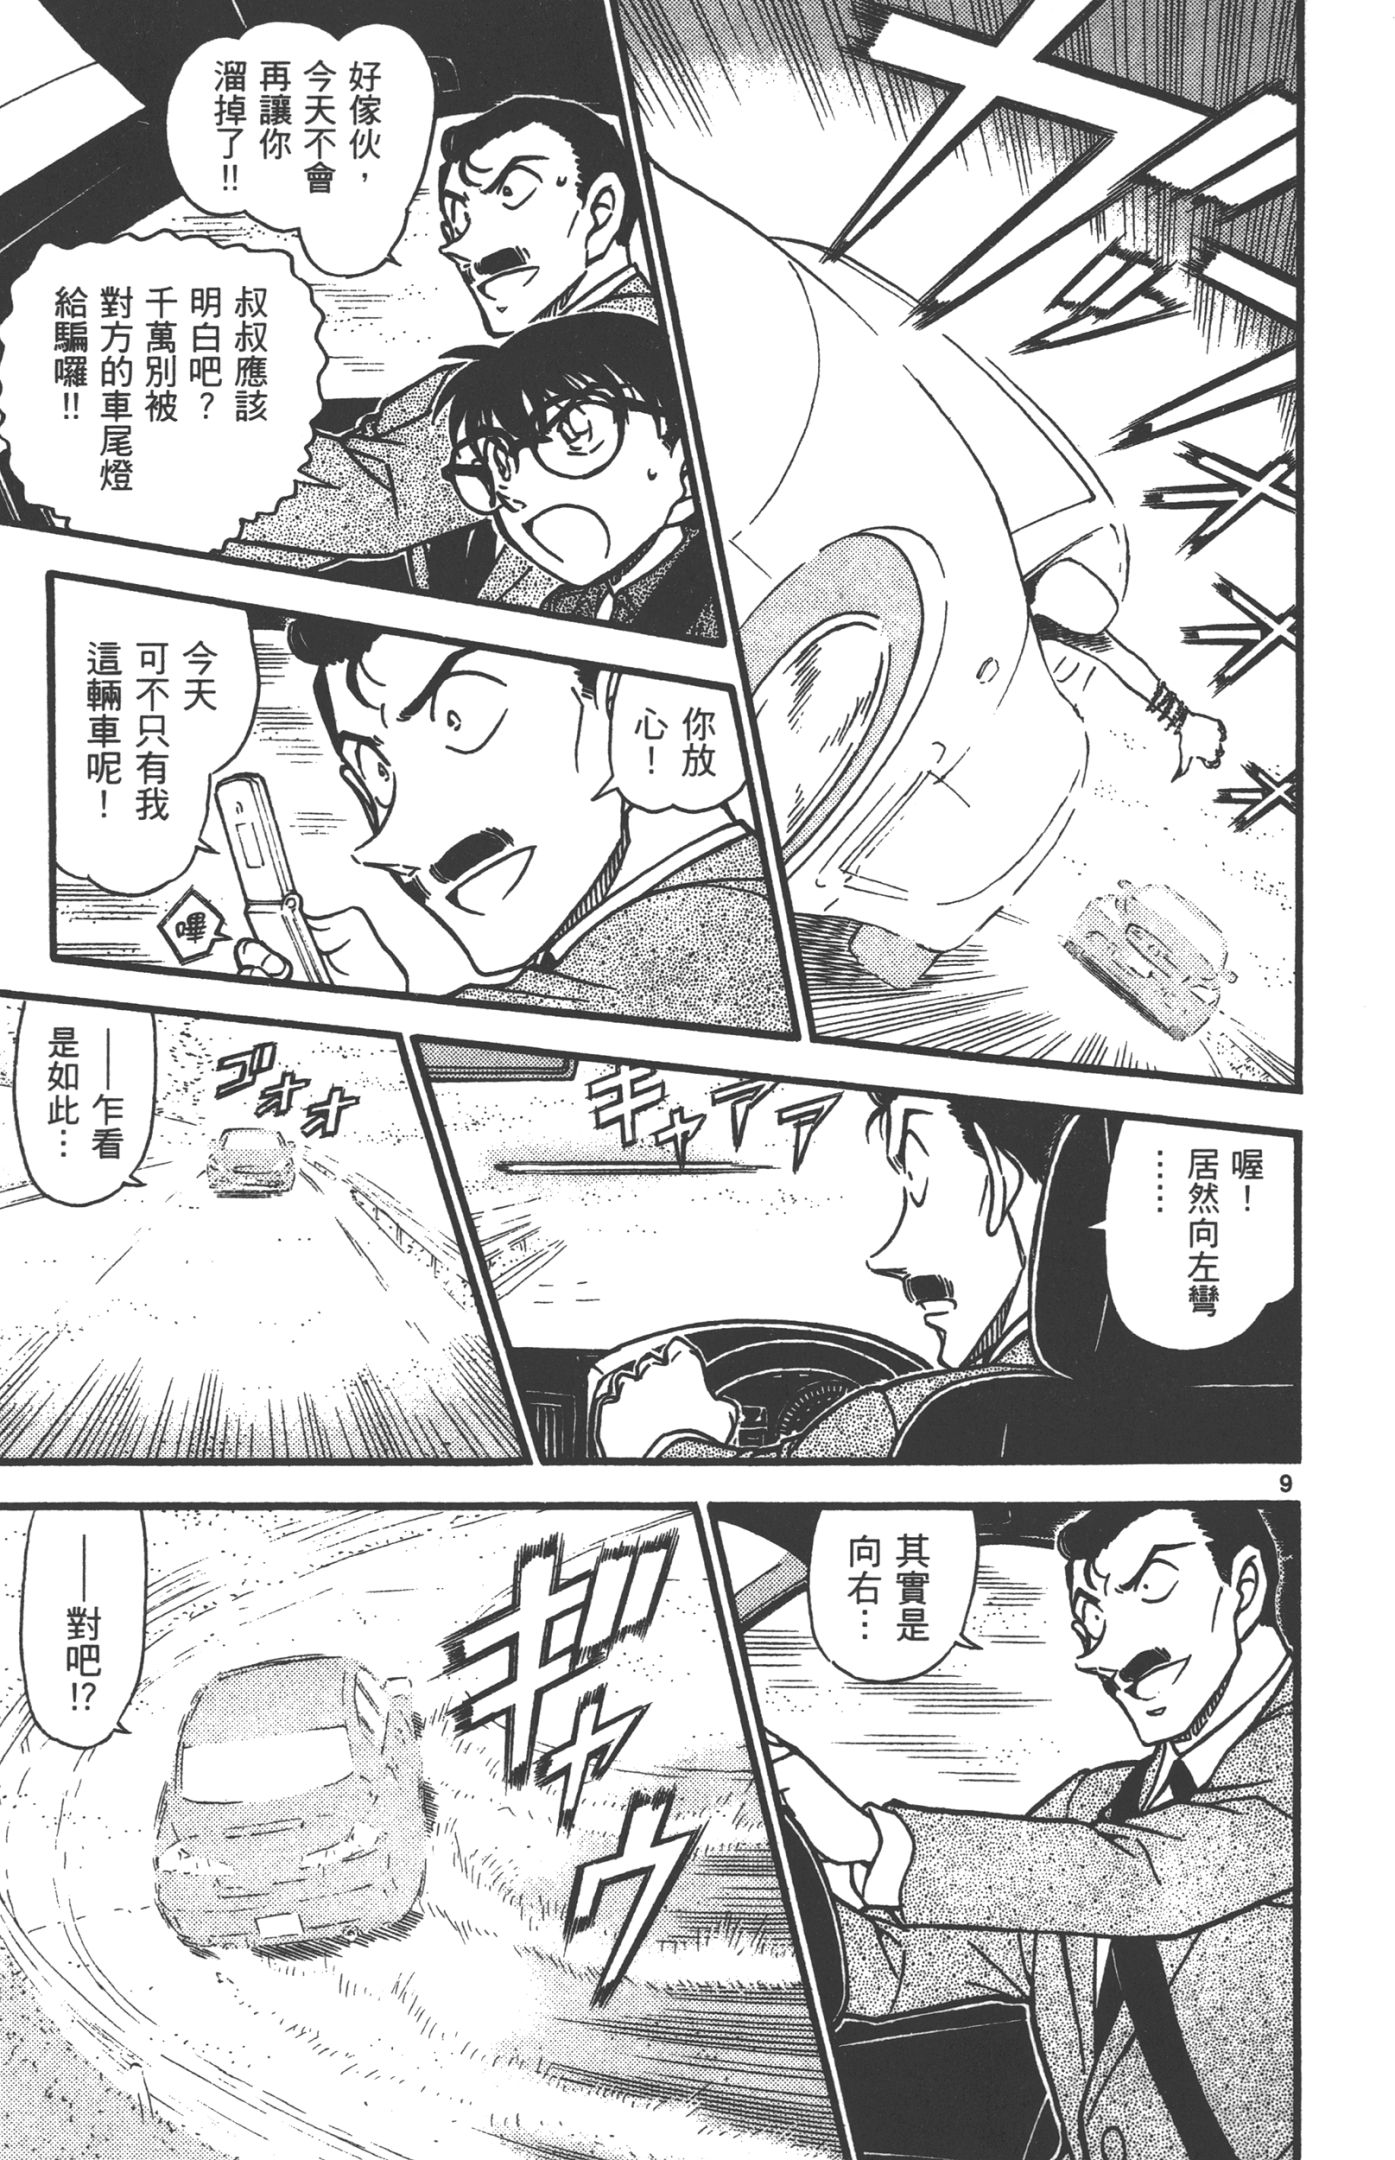 好傢伙，
今天不會
再讓你
溜掉了!!
叔叔應該
明白吧？
千萬別被
對方的車尾燈
給騙囉!!
你放
心！
今天
可不只有我
這輛車呢！
嗶
喔！
居然向左彎
……
キャアア
ゴォォ
——乍看
是如此…
9
其實是
向右…
ギャウ
——對吧!?